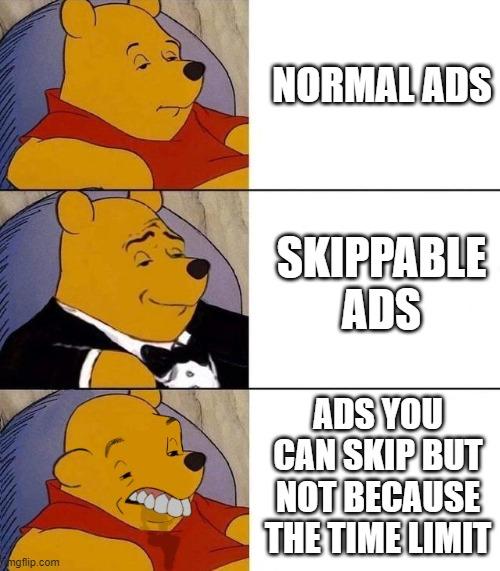 NORMAL ADS
SKIPPABLE
ADS
ADS YOU
CAN SKIP BUT
NOT BECAUSE
THE TIME LIMIT
imgflip.com